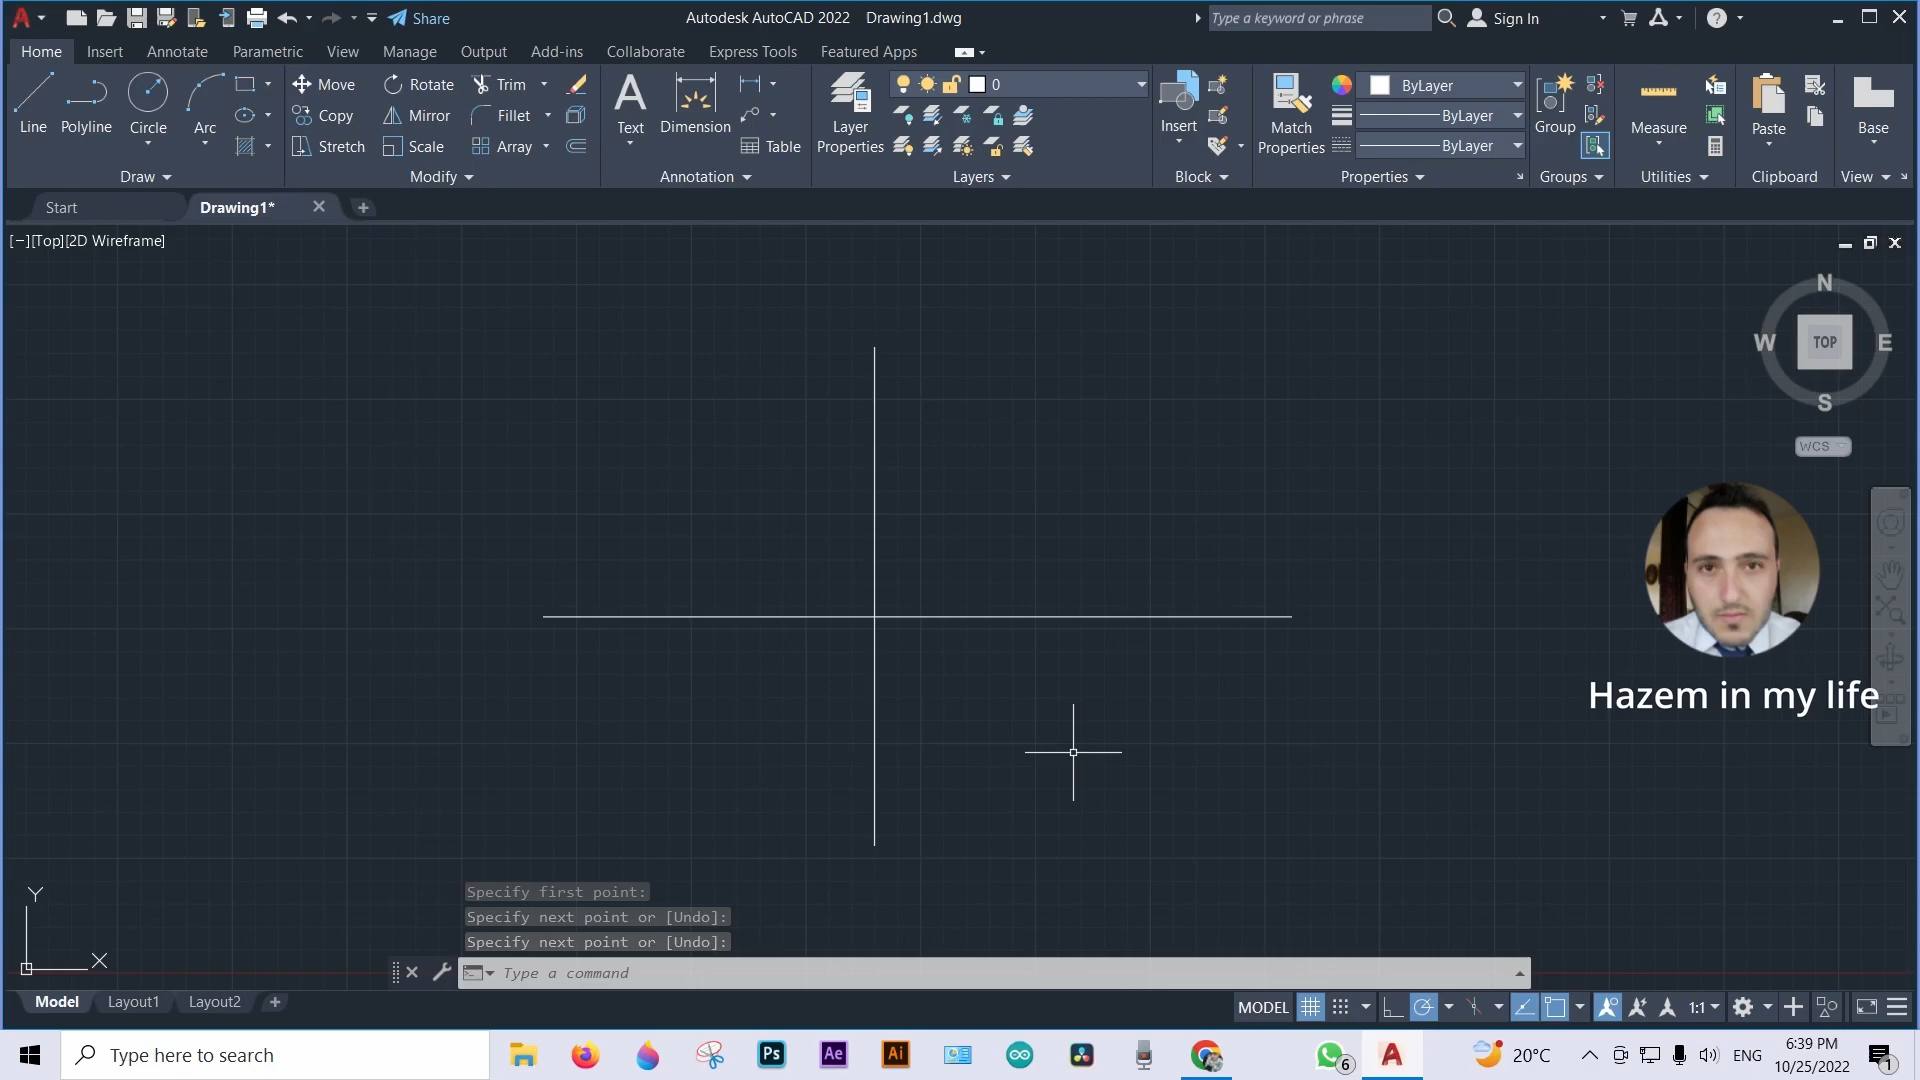 Share
Autodesk AutoCAD 2022 Drawing1.dwg
Type a keyword or phrase
Sign In
Home Insert Annotate Parametric View Manage Output Add-ins Collaborate Express Tools Featured Apps
Line Polyline Circle Arc
Move Rotate Trim
Copy Mirror Fillet
Stretch Scale Array
Text Dimension Table
Layer Properties
0
Insert
Match Properties
ByLayer
ByLayer
ByLayer
Group
Measure
Paste
Base
Draw Modify Annotation Layers Block Properties Groups Utilities Clipboard View
Start Drawing1*
[−][Top][2D Wireframe]
N
W TOP E
S
WCS
Hazem in my life
Y
X
Specify first point:
Specify next point or [Undo]:
Specify next point or [Undo]:
Type a command
Model Layout1 Layout2
MODEL 1:1
Type here to search
Ps Ae Ai
6
20°C
ENG
6:39 PM
10/25/2022
1